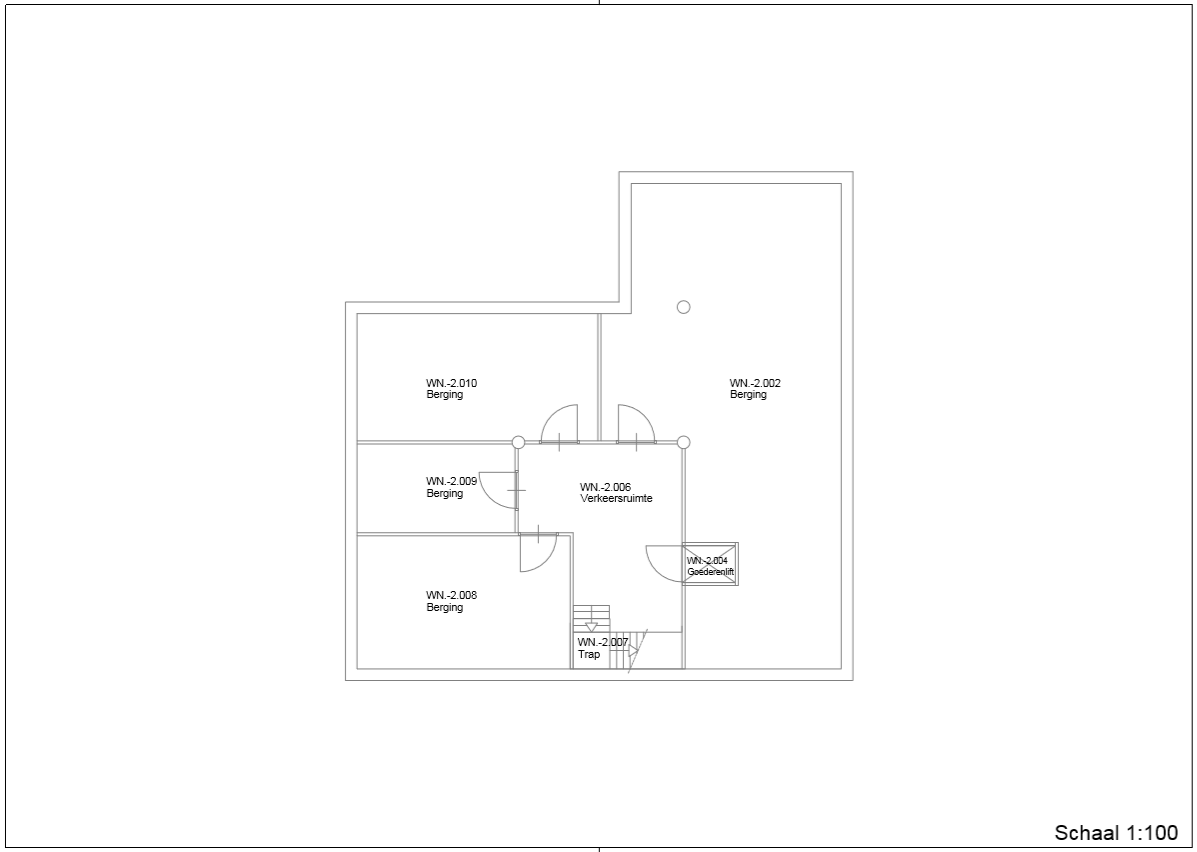 WN.-2.010
Berging
WN.-2.002
Berging
WN.-2.009
Berging
WN.-2.006
Verkeersruimte
WN.-2.004
Goederenlift
WN.-2.008
Berging
WN.-2.007
Trap
Schaal 1:100